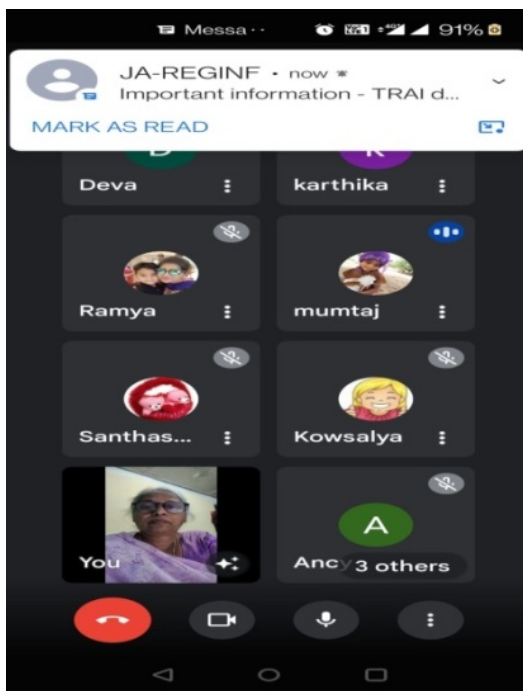 Messa··
91%
JA-REGINF • now
Important information - TRAI d...
MARK AS READ
Deva
karthika
Ramya
mumtaj
Santhas...
Kowsalya
You
A
Ancy
3 others